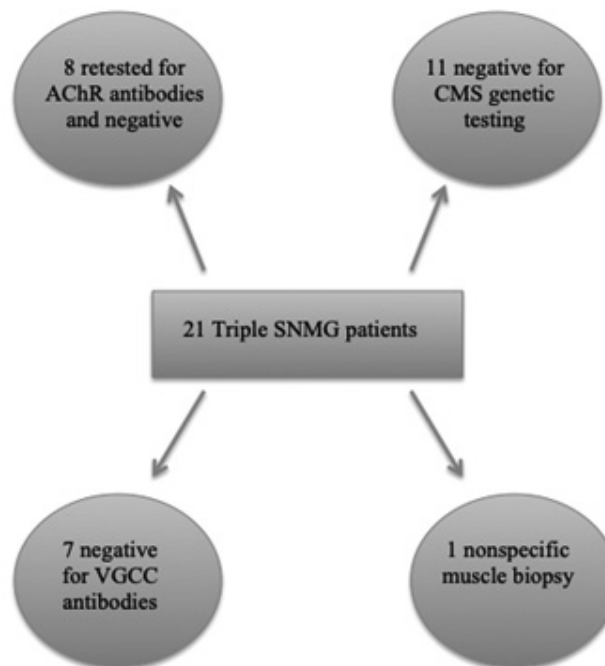 8 retested for
AChR antibodies
and negative
11 negative for
CMS genetic
testing
21 Triple SNMG patients
7 negative
for VGCC
antibodies
1 nonspecific
muscle biopsy